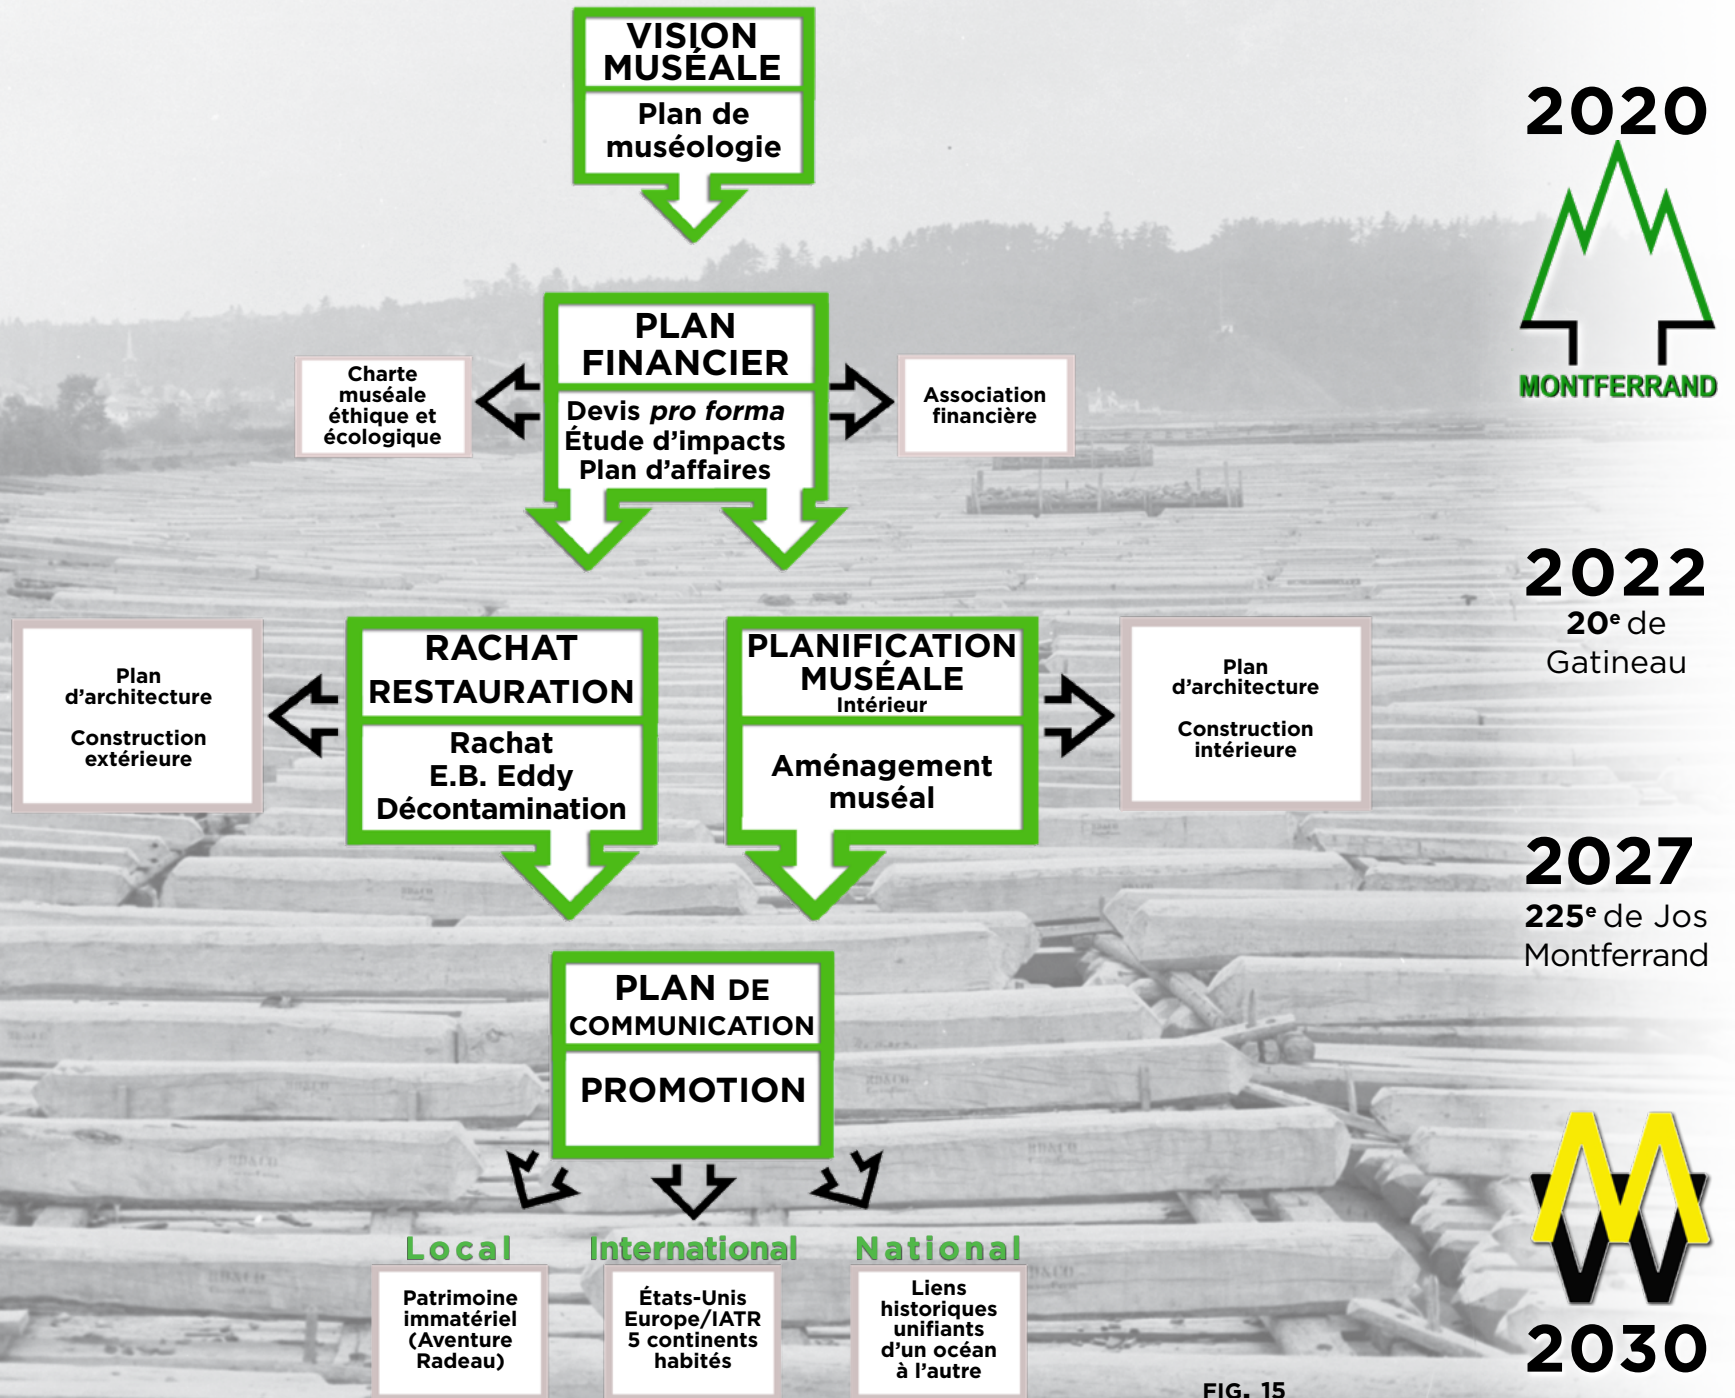 VISION
MUSÉALE
Plan de
muséologie
2020
MONTFERRAND
PLAN
FINANCIER
Devis pro forma
Étude d'impacts
Plan d'affaires
Charte
muséale
éthique et
écologique
Association
financière
2022
20e de
Gatineau
RACHAT
RESTAURATION
Rachat
E.B. Eddy
Décontamination
Plan
d'architecture
Construction
extérieure
PLANIFICATION
MUSÉALE
Intérieur
Aménagement
muséal
Plan
d'architecture
Construction
intérieure
2027
225e de Jos
Montferrand
PLAN DE
COMMUNICATION
PROMOTION
Local
Patrimoine
immatériel
(Aventure
Radeau)
International
États-Unis
Europe/IATR
5 continents
habités
National
Liens
historiques
unifiants
d'un océan
à l'autre
2030
FIG. 15